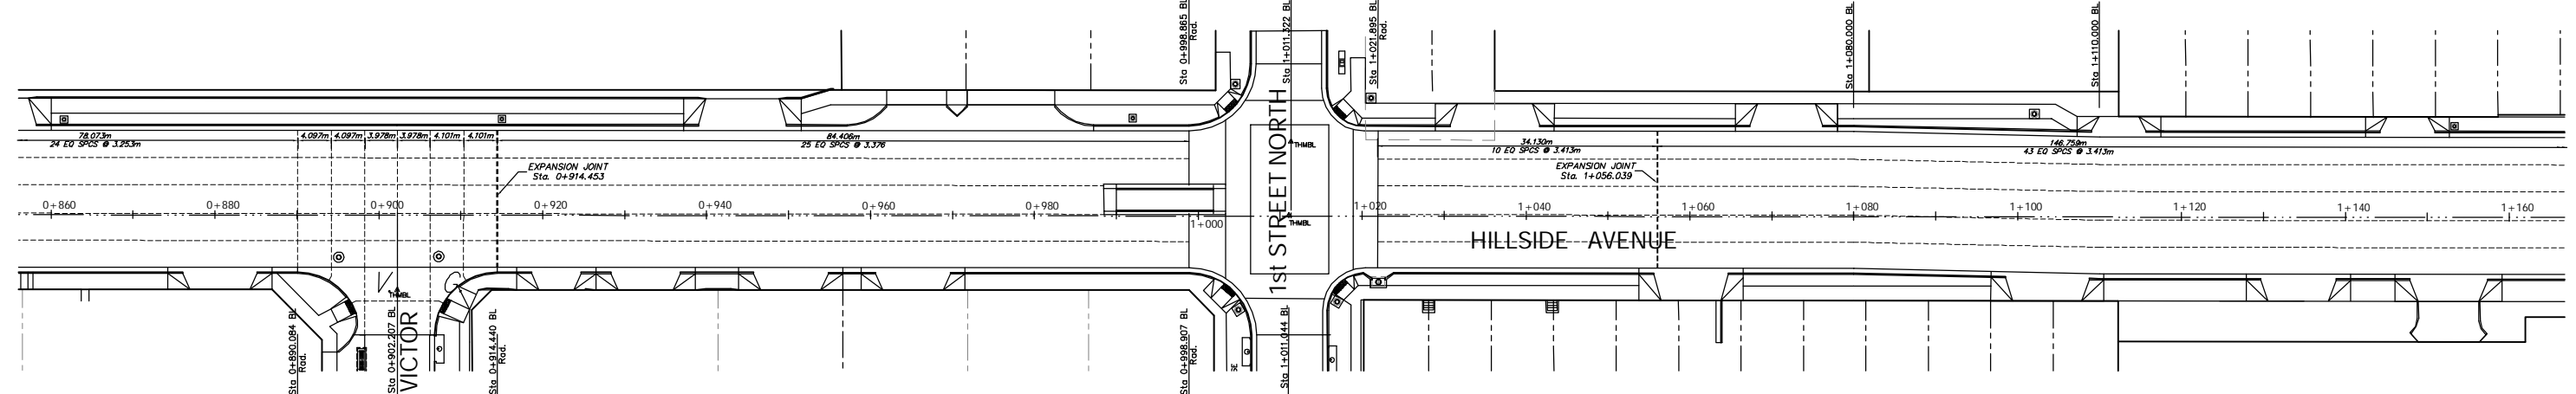 Sta 0+998.865 BL
Rad.
Sta 1+011.322 BL
Sta 1+021.895 BL
Rad.
Sta 1+080.000 BL
Sta 1+110.000 BL
78.073m
24 EQ SPCS @ 3.253m
4.097m 4.097m 3.978m 3.978m 4.101m 4.101m
84.406m
25 EQ SPCS @ 3.376
34.130m
10 EQ SPCS @ 3.413m
146.759m
43 EQ SPCS @ 3.413m
EXPANSION JOINT
Sta. 0+914.453
EXPANSION JOINT
Sta. 1+056.039
THMBL
1st STREET NORTH
0+860 0+880 0+900 0+920 0+940 0+960 0+980 1+000 1+020 1+040 1+060 1+080 1+100 1+120 1+140 1+160
THMBL
HILLSIDE AVENUE
THMBL
VICTOR
Sta 0+890.084 BL
Rad.
Sta 0+902.207 BL
Sta 0+914.440 BL
Rad.
Sta 0+998.907 BL
Rad.
Sta 1+011.044 BL